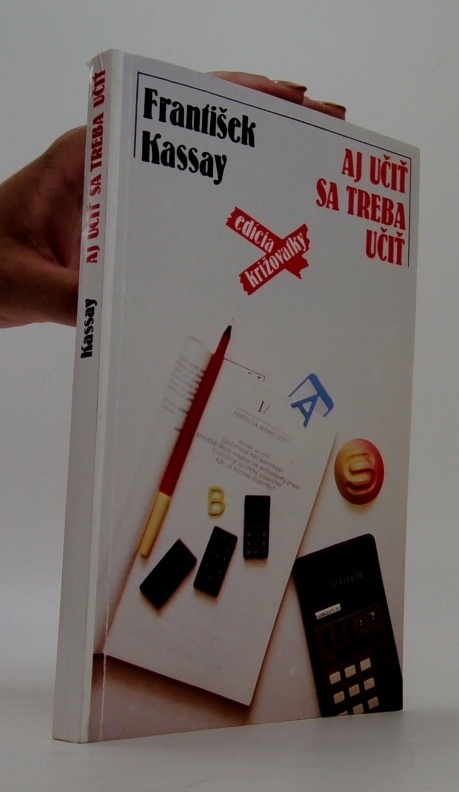 František
Kassay
AJ UČIŤ
SA TREBA
UČIŤ
edícia
križovatky
Kassay AJ UČIŤ SA TREBA UČIŤ
A
S
B